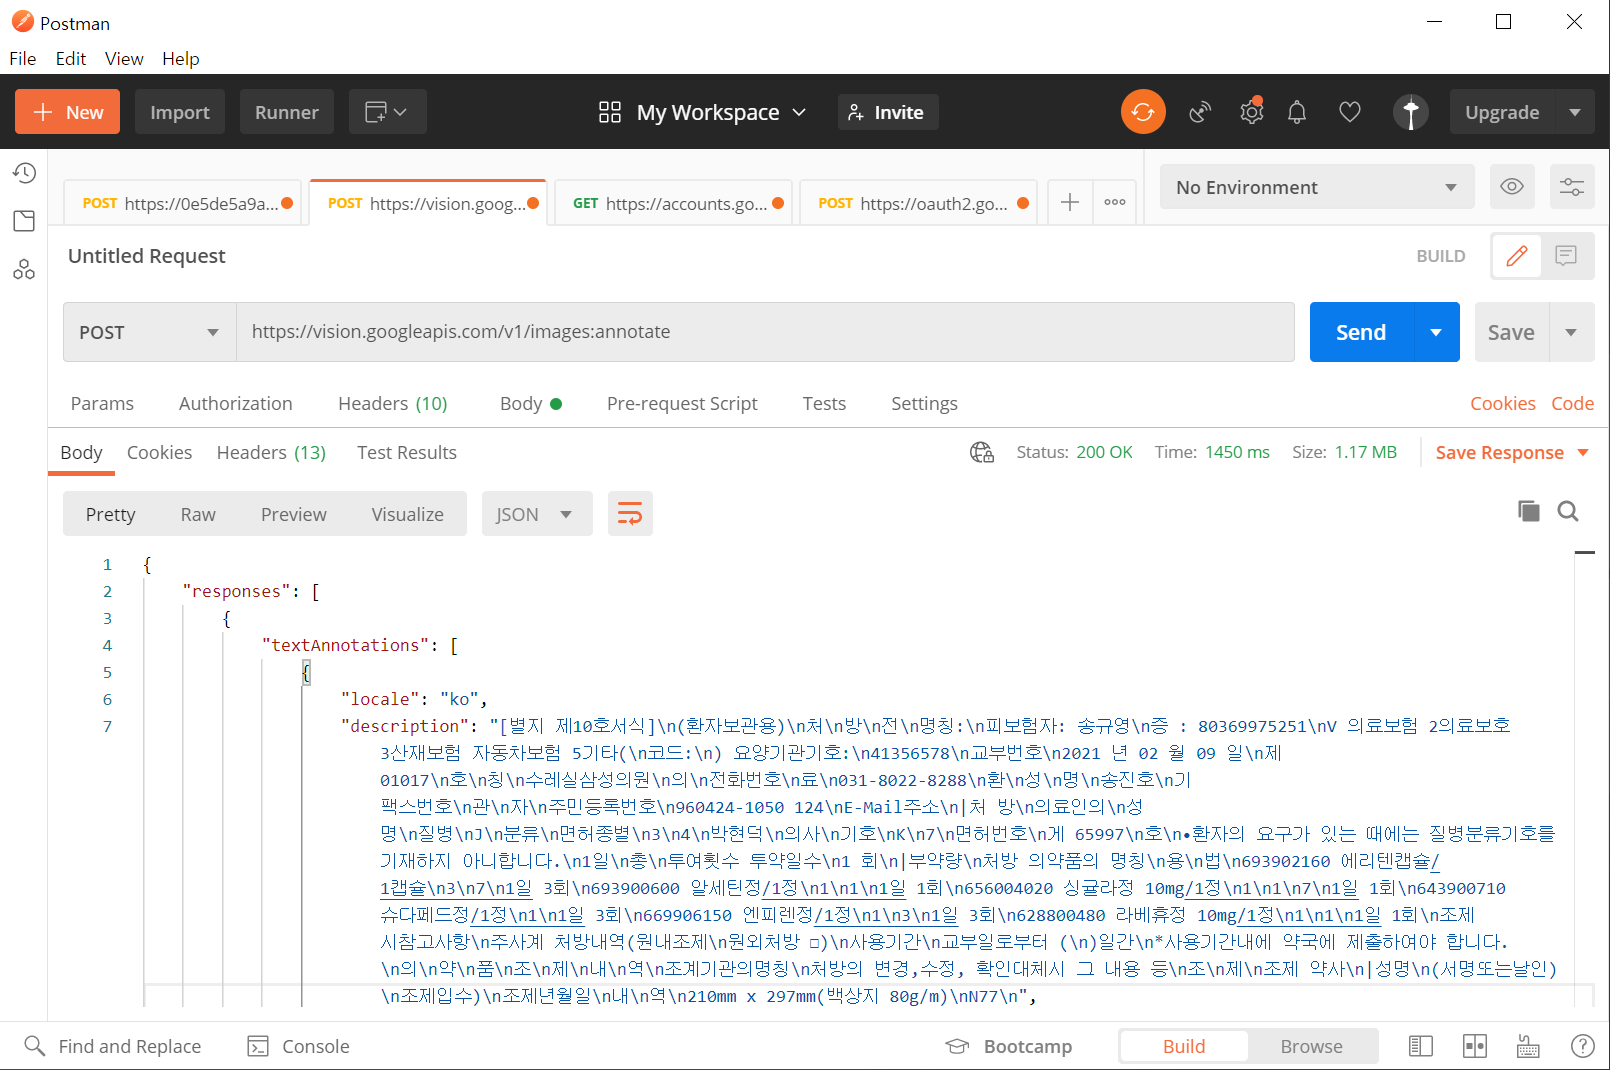 Postman
File Edit View Help
New Import Runner My Workspace Invite Upgrade
POST https://0e5de5a9a... POST https://vision.goog... GET https://accounts.go... POST https://oauth2.go... No Environment
Untitled Request BUILD
POST https://vision.googleapis.com/v1/images:annotate Send Save
Params Authorization Headers (10) Body Pre-request Script Tests Settings Cookies Code
Body Cookies Headers (13) Test Results Status: 200 OK Time: 1450 ms Size: 1.17 MB Save Response
Pretty Raw Preview Visualize JSON
1 {
2 "responses": [
3 {
4 "textAnnotations": [
5 {
6 "locale": "ko",
7 "description": "[별지 제10호서식]\n(환자보관용)\n처\n방\n전\n명칭:\n피보험자: 송규영\n증 : 80369975251\nV 의료보험 2의료보호
3산재보험 자동차보험 5기타(\n코드:\n) 요양기관기호:\n41356578\n교부번호\n2021 년 02 월 09 일\n제
01017\n호\n칭\n수레실삼성의원\n의\n전화번호\n료\n031-8022-8288\n환\n성\n명\n송진호\n기
팩스번호\n관\n자\n주민등록번호\n960424-1050 124\nE-Mail주소\n|처 방\n의료인의\n성
명\n질병\nJ\n분류\n면허종별\n3\n4\n박현덕\n의사\n기호\nK\n7\n면허번호\n게 65997\n호\n•환자의 요구가 있는 때에는 질병분류기호를
기재하지 아니합니다.\n1일\n총\n투여횟수 투약일수\n1 회\n|부약량\n처방 의약품의 명칭\n용\n법\n693902160 에리텐캡슐/
1캡슐\n3\n7\n1일 3회\n693900600 알세틴정/1정\n1\n1\n1일 1회\n656004020 싱귤라정 10mg/1정\n1\n1\n7\n1일 1회\n643900710
슈다페드정/1정\n1\n1일 3회\n669906150 엔피렌정/1정\n1\n3\n1일 3회\n628800480 라베휴정 10mg/1정\n1\n1\n1일 1회\n조제
시참고사항\n주사계 처방내역(원내조제\n원외처방 □)\n사용기간\n교부일로부터 (\n)일간\n*사용기간내에 약국에 제출하여야 합니다.
\n의\n약\n품\n조\n제\n내\n역\n조계기관의명칭\n처방의 변경,수정, 확인대체시 그 내용 등\n조\n제\n조제 약사\n|성명\n(서명또는날인)
\n조제입수)\n조제년월일\n내\n역\n210mm x 297mm(백상지 80g/m)\nN77\n",
Find and Replace Console Bootcamp Build Browse